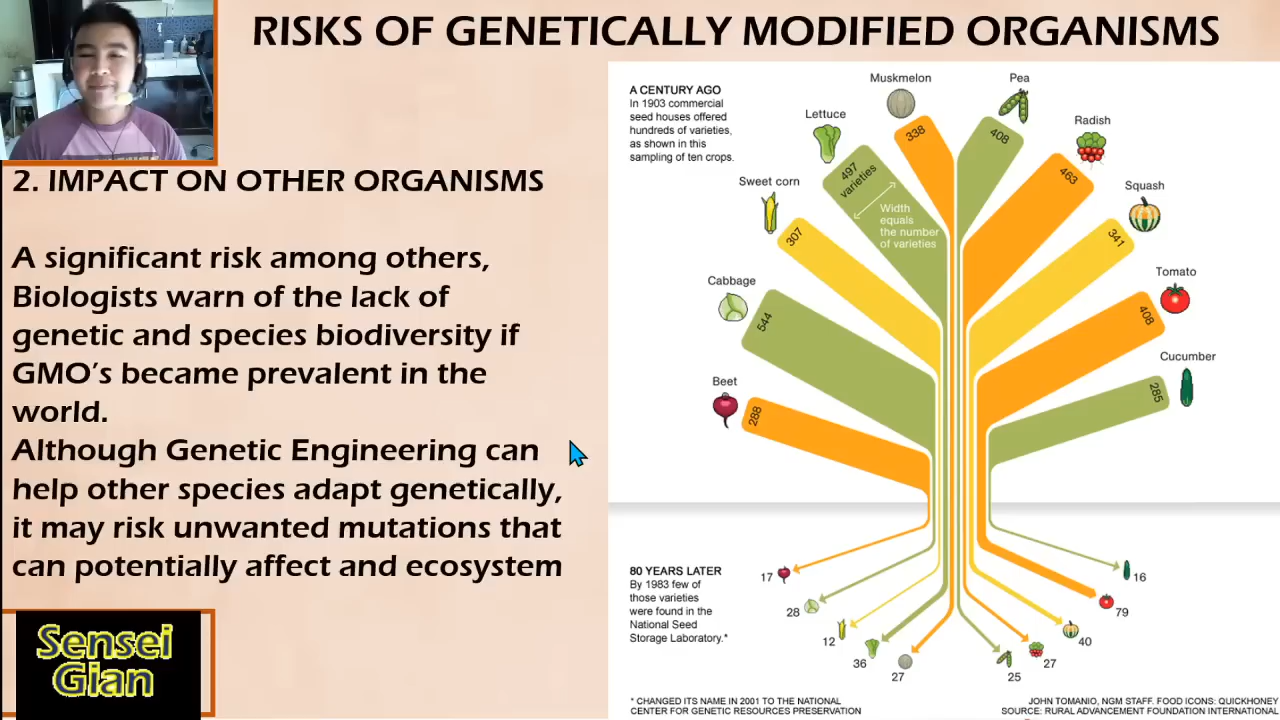 RISKS OF GENETICALLY MODIFIED ORGANISMS
2. IMPACT ON OTHER ORGANISMS
A significant risk among others,
Biologists warn of the lack of
genetic and species biodiversity if
GMO's became prevalent in the
world.
Although Genetic Engineering can
help other species adapt genetically,
it may risk unwanted mutations that
can potentially affect and ecosystem
Sensei
Gian
A CENTURY AGO
In 1903 commercial
seed houses offered
hundreds of varieties,
as shown in this
sampling of ten crops.
Muskmelon
338
Pea
408
Lettuce
497
varieties
Width
equals
the number
of varieties
Radish
463
Sweet corn
307
Squash
341
Cabbage
544
Tomato
408
Beet
288
Cucumber
285
80 YEARS LATER
By 1983 few of
those varieties
were found in the
National Seed
Storage Laboratory.*
17
28
12
36
27
25
27
40
79
16
* CHANGED ITS NAME IN 2001 TO THE NATIONAL
CENTER FOR GENETIC RESOURCES PRESERVATION
JOHN TOMANIO, NGM STAFF. FOOD ICONS: QUICKHONEY
SOURCE: RURAL ADVANCEMENT FOUNDATION INTERNATIONAL